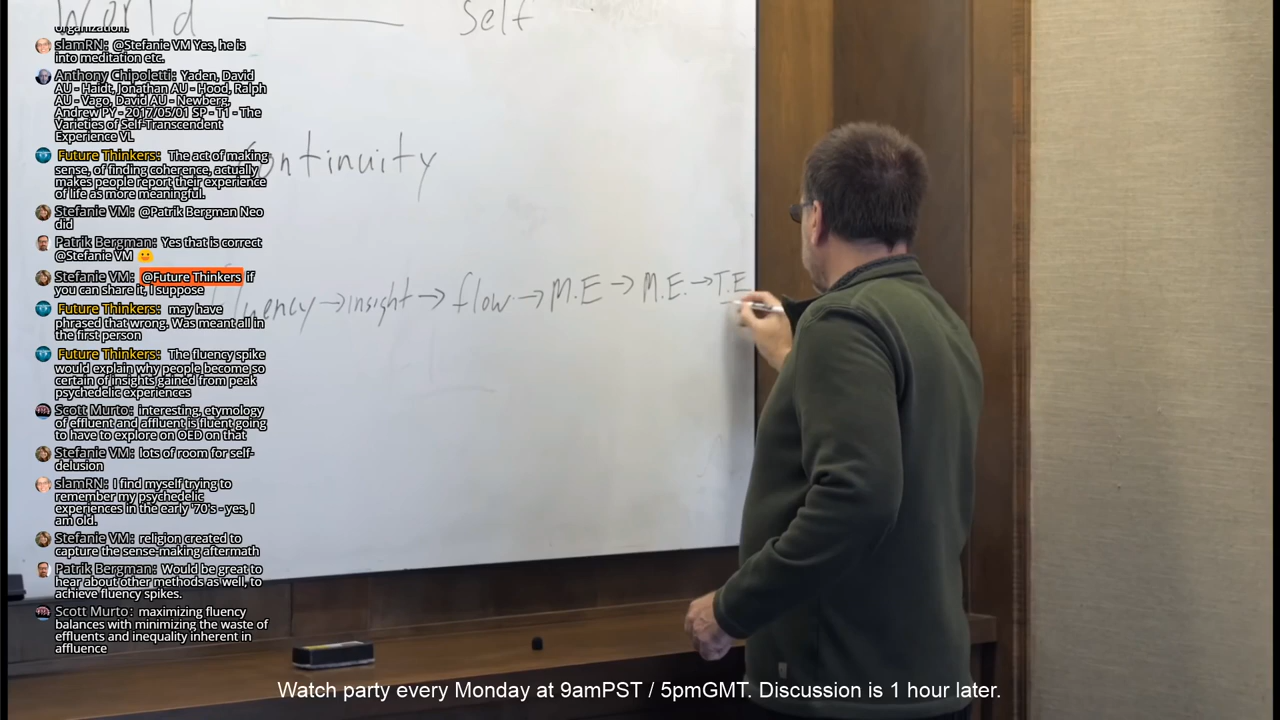 World Self
organization.
slamRN: @Stefanie VM Yes, he is
into meditation etc.
Anthony Chipoletti: Yaden, David
AU - Haidt, Jonathan AU - Hood, Ralph
AU - Vago, David AU - Newberg,
Andrew PY - 2017/05/01 SP - T1 - The
Varieties of Self-Transcendent
Experience VL
Continuity
Future Thinkers: The act of making
sense, of finding coherence, actually
makes people report their experience
of life as more meaningful.
Stefanie VM: @Patrik Bergman Neo
did
Patrik Bergman: Yes that is correct
@Stefanie VM 🙂
Stefanie VM: @Future Thinkers if
you can share it, I suppose
Fluency → insight → flow → M.E → M.E. → T.E
Future Thinkers: may have
phrased that wrong. Was meant all in
the first person
Future Thinkers: The fluency spike
would explain why people become so
certain of insights gained from peak
psychedelic experiences
Scott Murto: interesting, etymology
of effluent and affluent is fluent going
to have to explore on OED on that
Stefanie VM: lots of room for self-
delusion
slamRN: I find myself trying to
remember my psychedelic
experiences in the early '70's - yes, I
am old.
Stefanie VM: religion created to
capture the sense-making aftermath
Patrik Bergman: Would be great to
hear about other methods as well, to
achieve fluency spikes.
Scott Murto: maximizing fluency
balances with minimizing the waste of
effluents and inequality inherent in
affluence
Watch party every Monday at 9amPST / 5pmGMT. Discussion is 1 hour later.